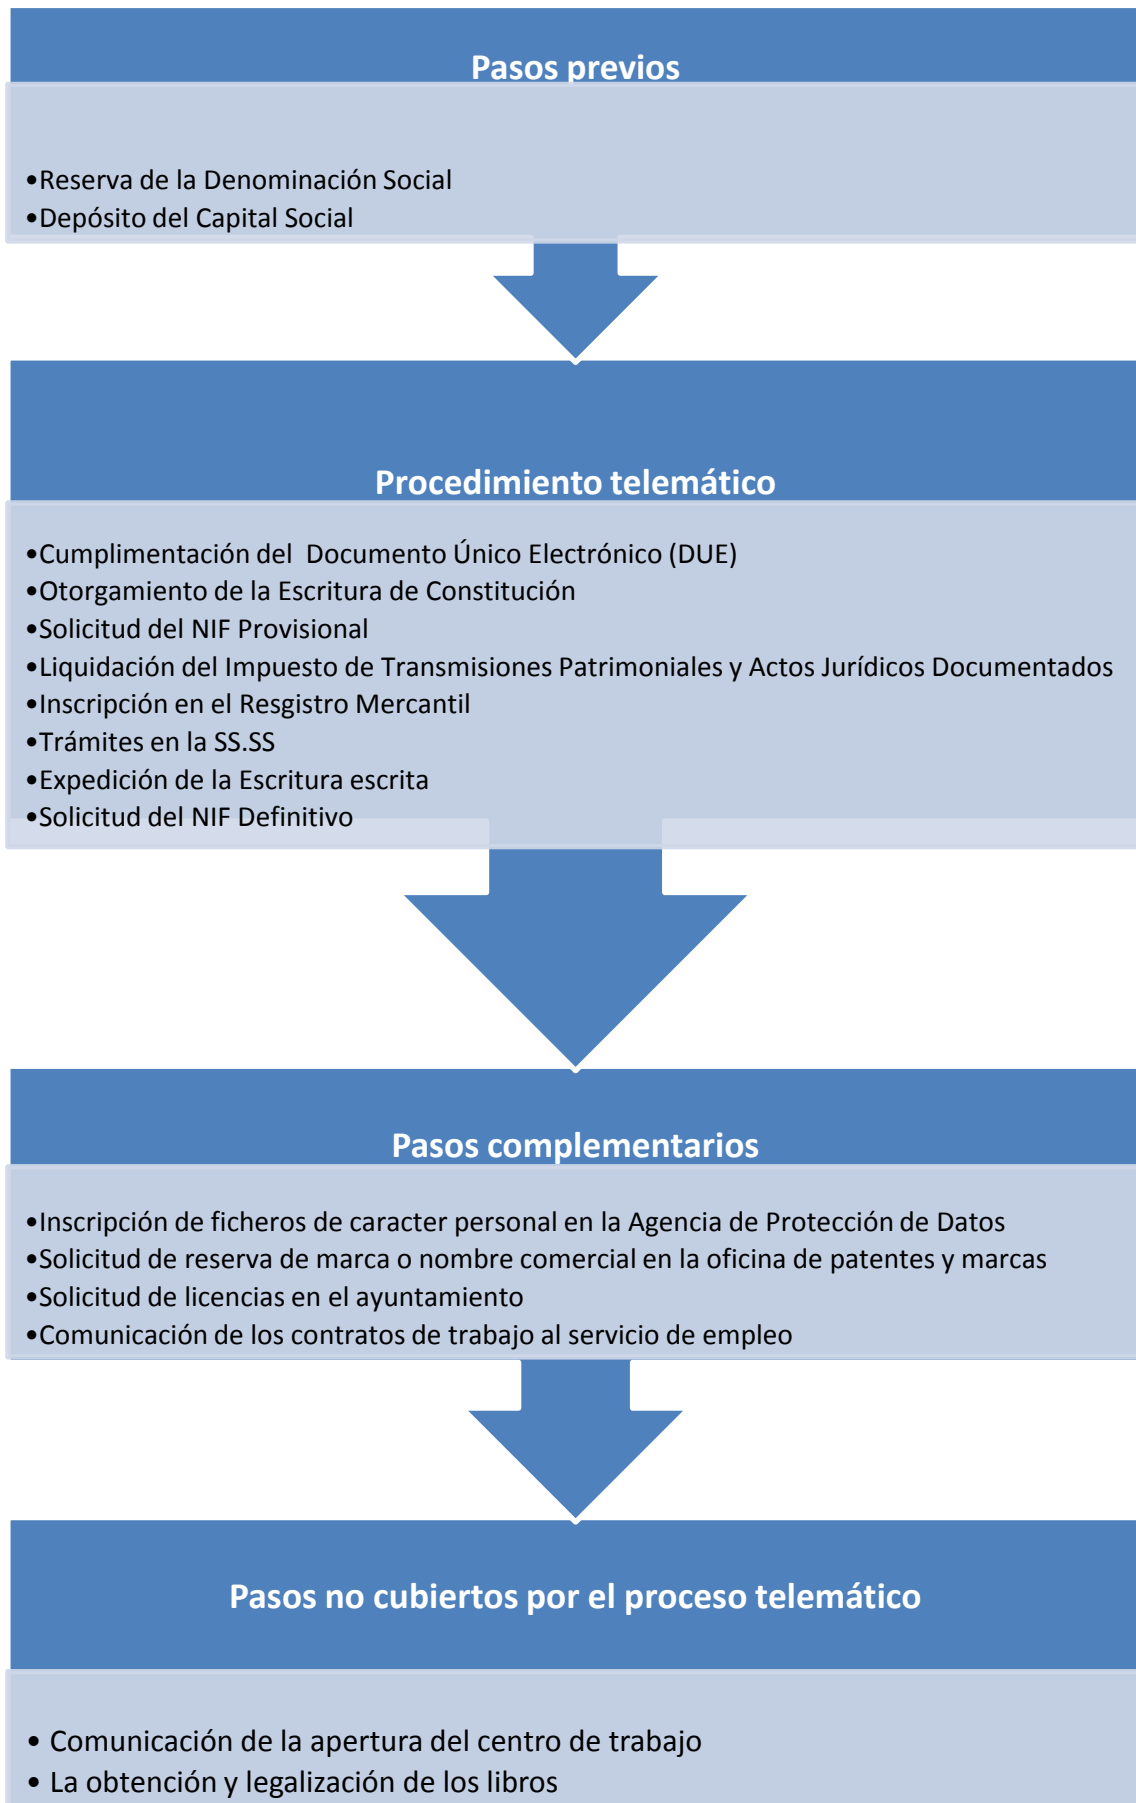 Pasos previos
•Reserva de la Denominación Social
•Depósito del Capital Social
Procedimiento telemático
•Cumplimentación del Documento Único Electrónico (DUE)
•Otorgamiento de la Escritura de Constitución
•Solicitud del NIF Provisional
•Liquidación del Impuesto de Transmisiones Patrimoniales y Actos Jurídicos Documentados
•Inscripción en el Resgistro Mercantil
•Trámites en la SS.SS
•Expedición de la Escritura escrita
•Solicitud del NIF Definitivo
Pasos complementarios
•Inscripción de ficheros de caracter personal en la Agencia de Protección de Datos
•Solicitud de reserva de marca o nombre comercial en la oficina de patentes y marcas
•Solicitud de licencias en el ayuntamiento
•Comunicación de los contratos de trabajo al servicio de empleo
Pasos no cubiertos por el proceso telemático
• Comunicación de la apertura del centro de trabajo
• La obtención y legalización de los libros